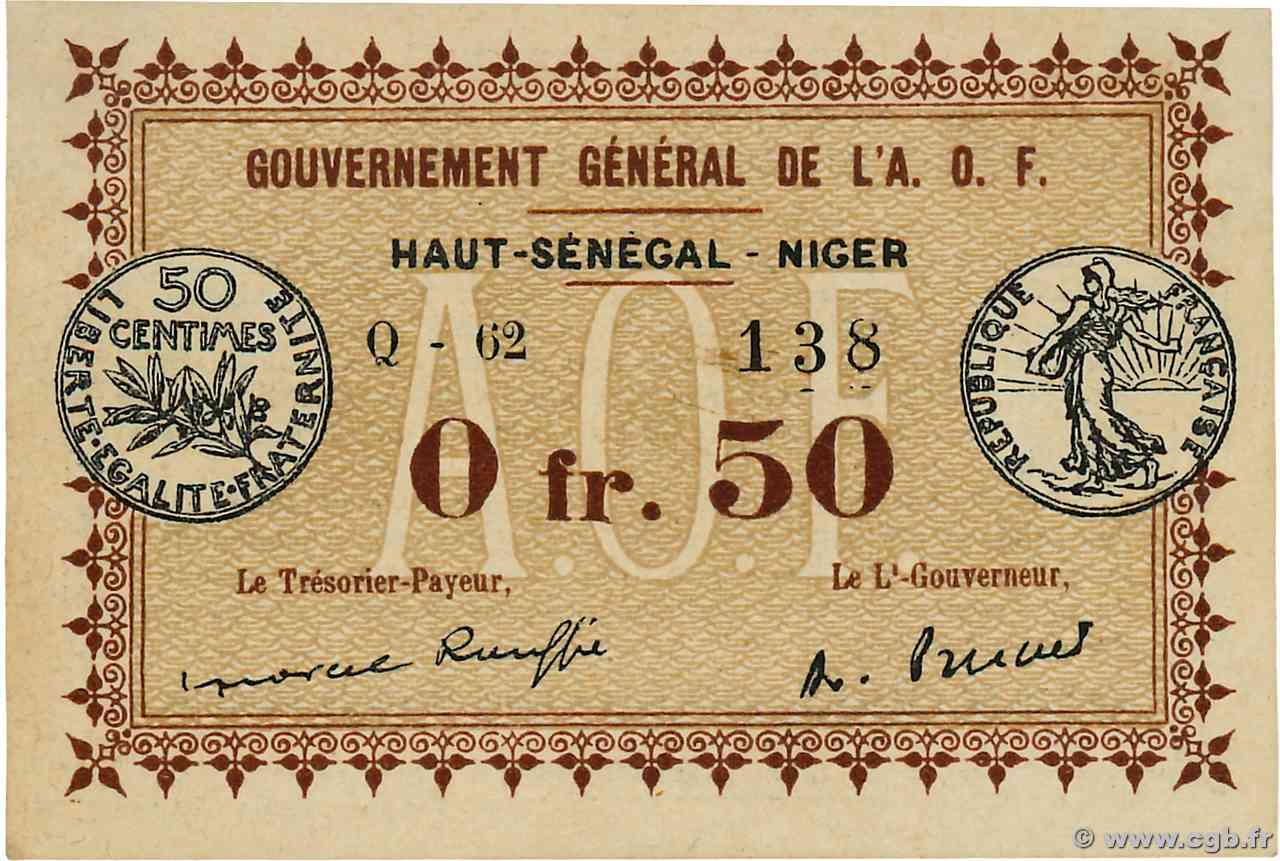 GOUVERNEMENT GÉNÉRAL DE L'A. O. F.
HAUT-SÉNÉGAL - NIGER
50
CENTIMES
LIBERTE·EGALITE·FRATERNITE
Q - 62 138
REPUBLIQUE FRANÇAISE
A.O.F.
0 fr. 50
Le Trésorier-Payeur, Le Lt-Gouverneur,
Marcel
© www.cgb.fr